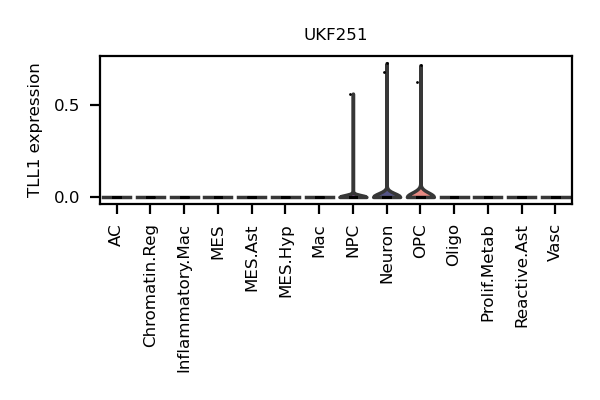 UKF251
TLL1 expression
0.5
0.0
AC
Chromatin.Reg
Inflammatory.Mac
MES
MES.Ast
MES.Hyp
Mac
NPC
Neuron
OPC
Oligo
Prolif.Metab
Reactive.Ast
Vasc